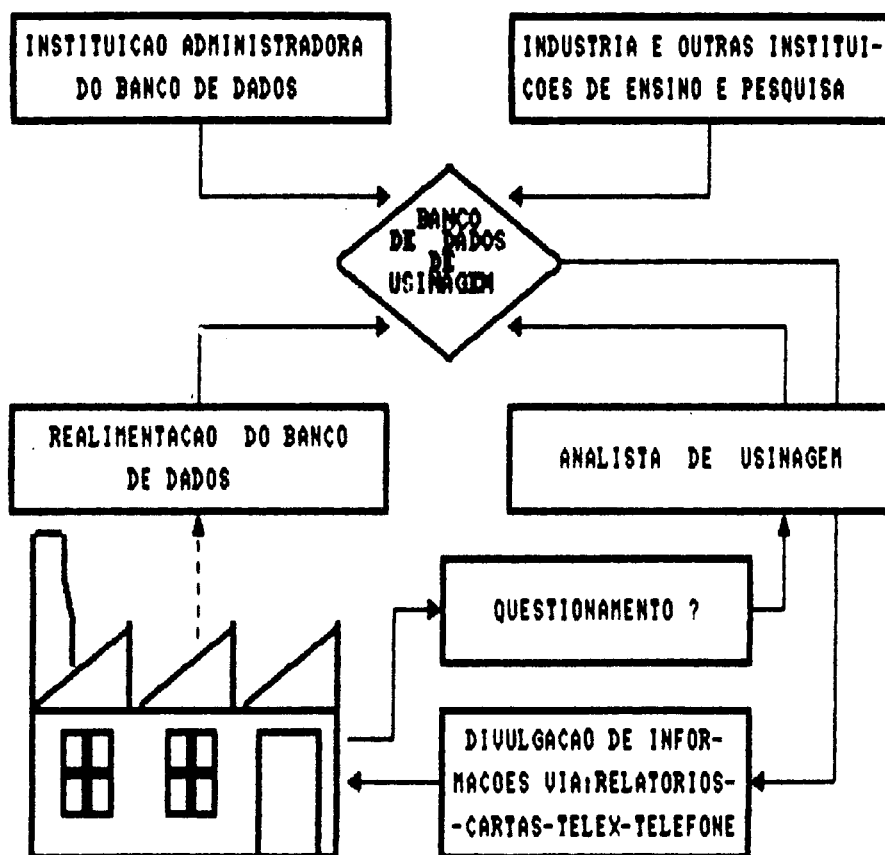 INSTITUICAO ADMINISTRADORA
DO BANCO DE DADOS
INDUSTRIA E OUTRAS INSTITUI-
COES DE ENSINO E PESQUISA
BANCO
DE DADOS
DE
USINAGEM
REALIMENTACAO DO BANCO
DE DADOS
ANALISTA DE USINAGEM
QUESTIONAMENTO ?
DIVULGACAO DE INFOR-
MACOES VIA:RELATORIOS-
-CARTAS-TELEX-TELEFONE